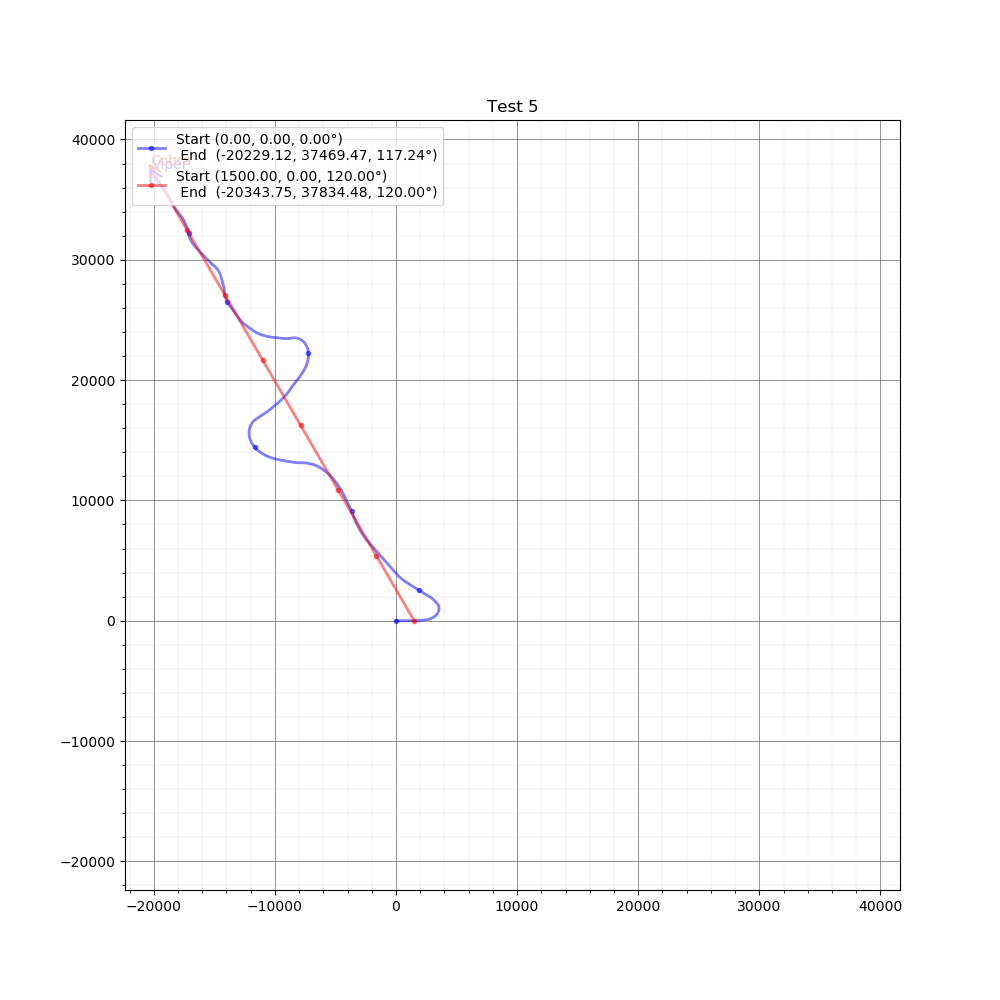 Test 5
40000
Start (0.00, 0.00, 0.00°)
End (-20229.12, 37469.47, 117.24°)
Start (1500.00, 0.00, 120.00°)
End (-20343.75, 37834.48, 120.00°)
Cobra
Viper
30000
20000
10000
0
−10000
−20000
−20000 −10000 0 10000 20000 30000 40000